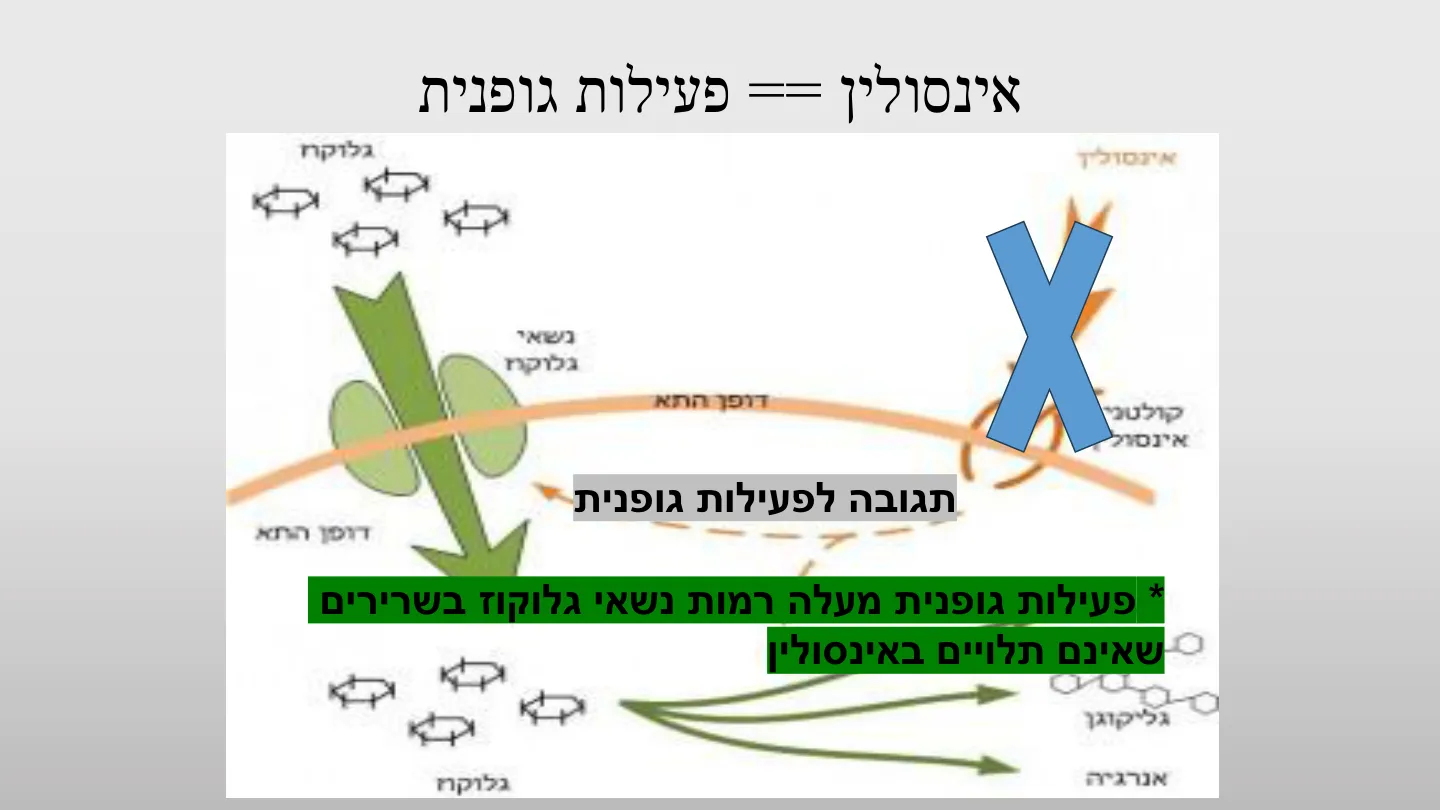 אינסולין == פעילות גופנית
גלוקוז
אינסולין
נשאי
גלוקוז
דופן התא
קולטני
אינסולין
תגובה לפעילות גופנית
דופן התא
* פעילות גופנית מעלה רמות נשאי גלוקוז בשרירים
שאינם תלויים באינסולין
גליקוגן
אנרגיה
גלוקוז